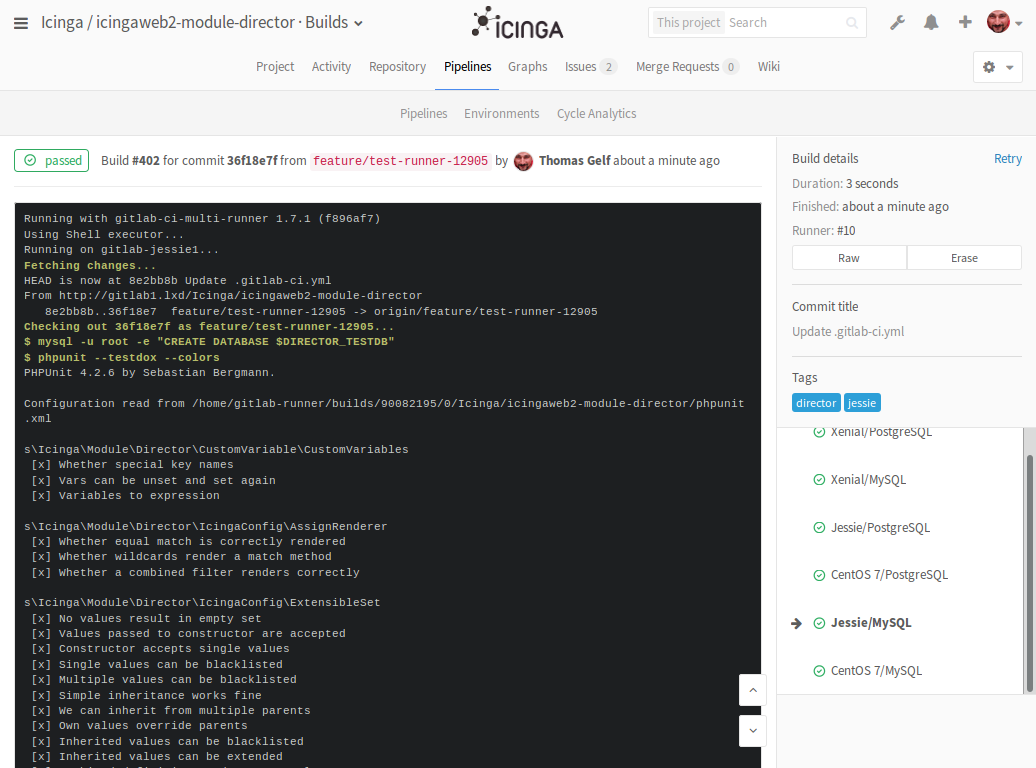 Icinga / icingaweb2-module-director · Builds
ICINGA
This project Search
Project Activity Repository Pipelines Graphs Issues 2 Merge Requests 0 Wiki
Pipelines Environments Cycle Analytics
passed Build #402 for commit 36f18e7f from feature/test-runner-12905 by Thomas Gelf about a minute ago
Running with gitlab-ci-multi-runner 1.7.1 (f896af7)
Using Shell executor...
Running on gitlab-jessie1...
Fetching changes...
HEAD is now at 8e2bb8b Update .gitlab-ci.yml
From http://gitlab1.lxd/Icinga/icingaweb2-module-director
8e2bb8b..36f18e7 feature/test-runner-12905 -> origin/feature/test-runner-12905
Checking out 36f18e7f as feature/test-runner-12905...
$ mysql -u root -e "CREATE DATABASE $DIRECTOR_TESTDB"
$ phpunit --testdox --colors
PHPUnit 4.2.6 by Sebastian Bergmann.
Configuration read from /home/gitlab-runner/builds/90082195/0/Icinga/icingaweb2-module-director/phpunit
.xml
s\Icinga\Module\Director\CustomVariable\CustomVariables
[x] Whether special key names
[x] Vars can be unset and set again
[x] Variables to expression
s\Icinga\Module\Director\IcingaConfig\AssignRenderer
[x] Whether equal match is correctly rendered
[x] Whether wildcards render a match method
[x] Whether a combined filter renders correctly
s\Icinga\Module\Director\IcingaConfig\ExtensibleSet
[x] No values result in empty set
[x] Values passed to constructor are accepted
[x] Constructor accepts single values
[x] Single values can be blacklisted
[x] Multiple values can be blacklisted
[x] Simple inheritance works fine
[x] We can inherit from multiple parents
[x] Own values override parents
[x] Inherited values can be blacklisted
[x] Inherited values can be extended
Build details Retry
Duration: 3 seconds
Finished: about a minute ago
Runner: #10
Raw Erase
Commit title
Update .gitlab-ci.yml
Tags
director jessie
Xenial/PostgreSQL
Xenial/MySQL
Jessie/PostgreSQL
CentOS 7/PostgreSQL
Jessie/MySQL
CentOS 7/MySQL